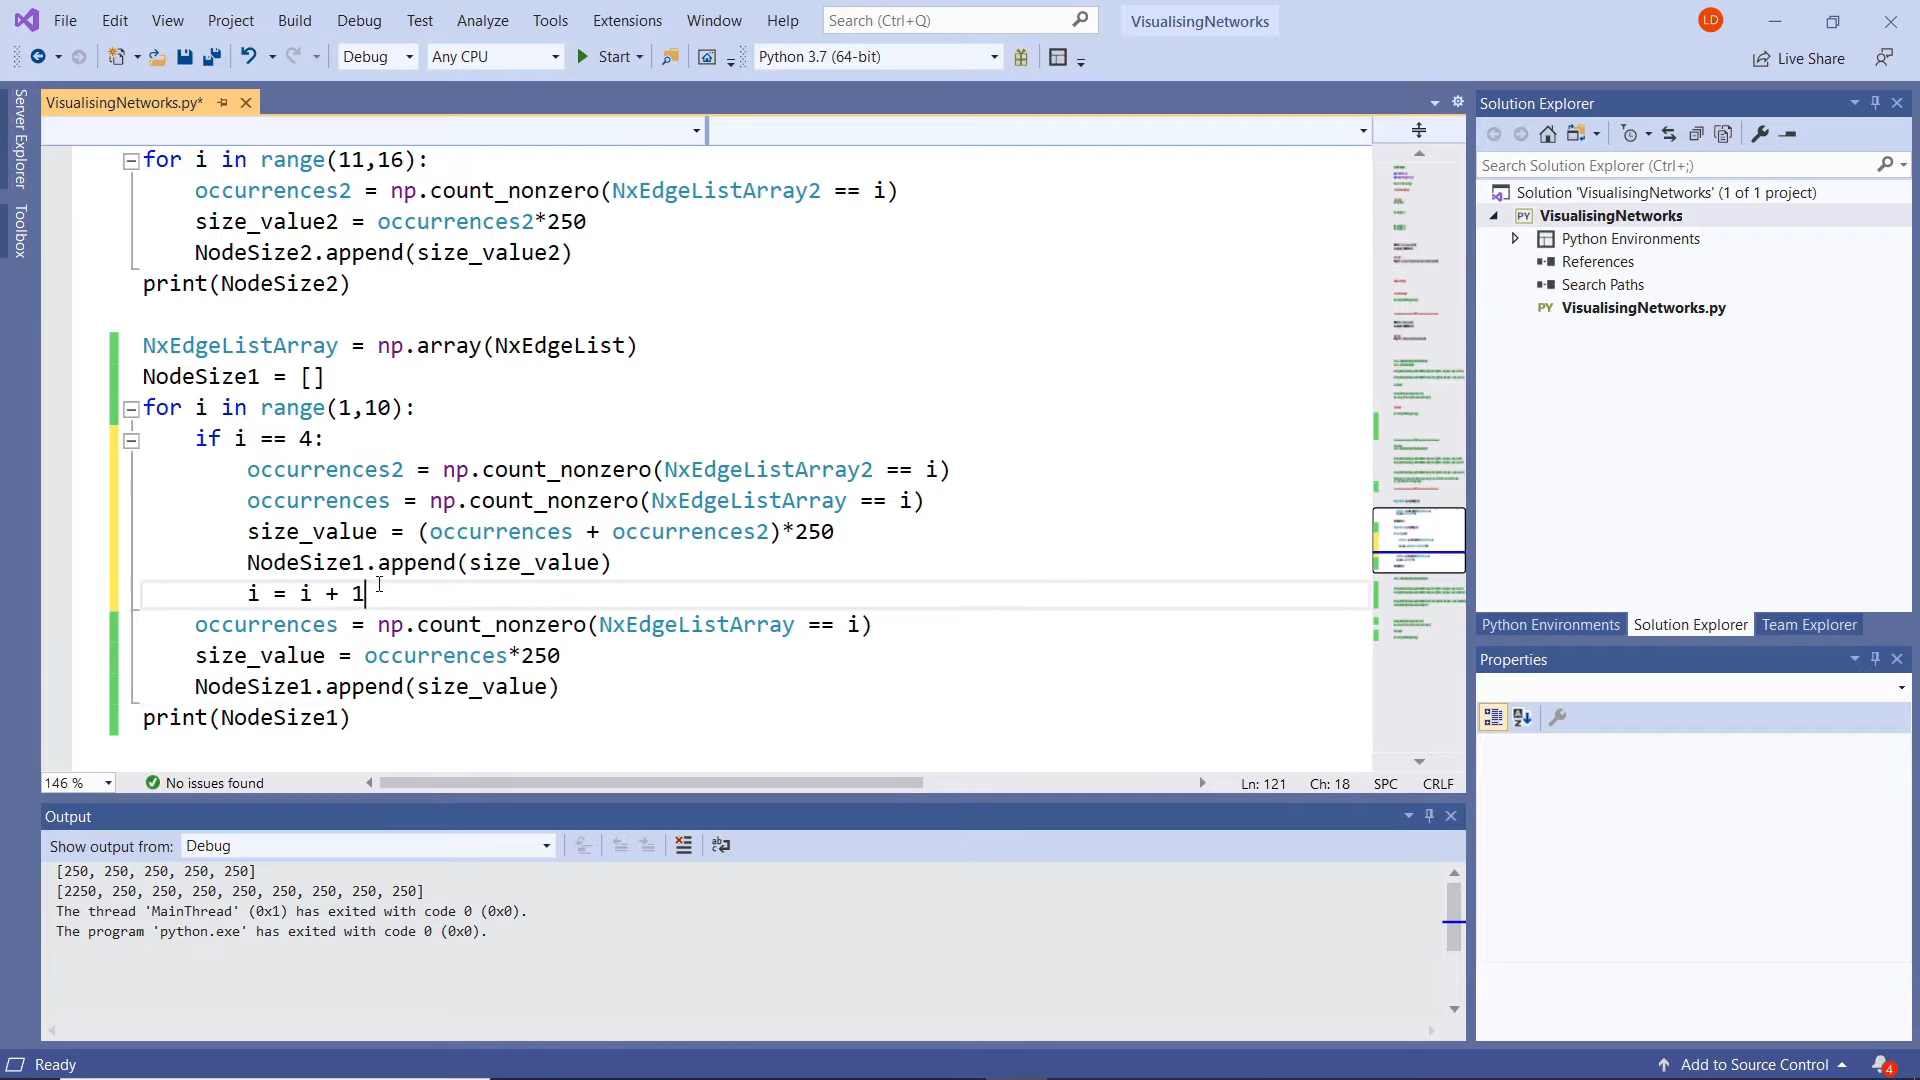 File Edit View Project Build Debug Test Analyze Tools Extensions Window Help Search (Ctrl+Q) VisualisingNetworks LD
Debug Any CPU Start Python 3.7 (64-bit) Live Share
Server Explorer
Toolbox
VisualisingNetworks.py*
for i in range(11,16):
occurrences2 = np.count_nonzero(NxEdgeListArray2 == i)
size_value2 = occurrences2*250
NodeSize2.append(size_value2)
print(NodeSize2)
NxEdgeListArray = np.array(NxEdgeList)
NodeSize1 = []
for i in range(1,10):
if i == 4:
occurrences2 = np.count_nonzero(NxEdgeListArray2 == i)
occurrences = np.count_nonzero(NxEdgeListArray == i)
size_value = (occurrences + occurrences2)*250
NodeSize1.append(size_value)
i = i + 1
occurrences = np.count_nonzero(NxEdgeListArray == i)
size_value = occurrences*250
NodeSize1.append(size_value)
print(NodeSize1)
146 % No issues found Ln: 121 Ch: 18 SPC CRLF
Output
Show output from: Debug
[250, 250, 250, 250, 250]
[2250, 250, 250, 250, 250, 250, 250, 250, 250]
The thread 'MainThread' (0x1) has exited with code 0 (0x0).
The program 'python.exe' has exited with code 0 (0x0).
Solution Explorer
Search Solution Explorer (Ctrl+;)
Solution 'VisualisingNetworks' (1 of 1 project)
PY VisualisingNetworks
Python Environments
References
Search Paths
PY VisualisingNetworks.py
Python Environments Solution Explorer Team Explorer
Properties
Ready Add to Source Control 4